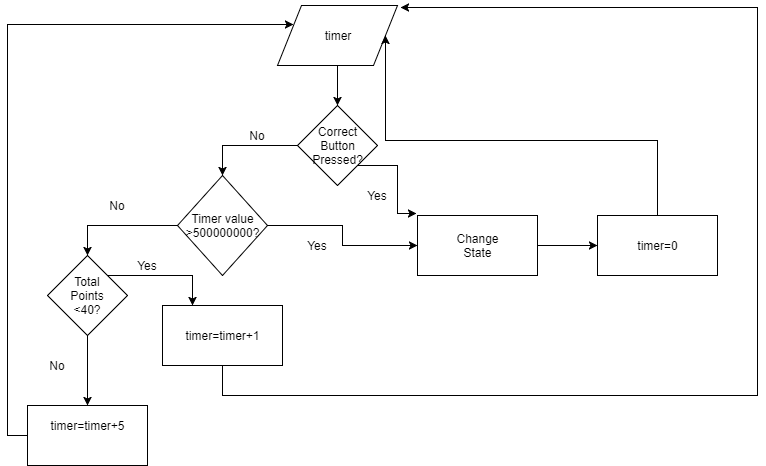 timer
Correct
Button
Pressed?
No
Yes
Timer value
>500000000?
No
Yes
Change
State
timer=0
Total
Points
<40?
Yes
timer=timer+1
No
timer=timer+5